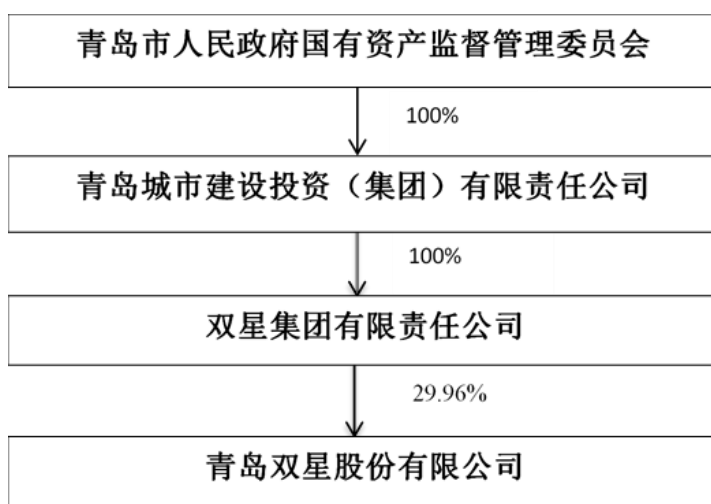 青岛市人民政府国有资产监督管理委员会
100%
青岛城市建设投资（集团）有限责任公司
100%
双星集团有限责任公司
29.96%
青岛双星股份有限公司